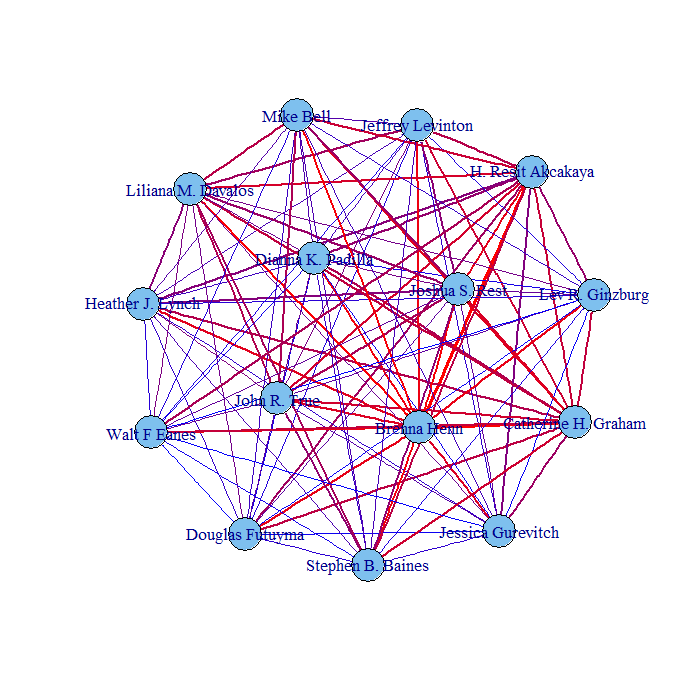 Mike Bell
Jeffrey Levinton
H. Resit Akcakaya
Liliana M. Davalos
Dianna K. Padilla
Joshua S. Rest
Lev R. Ginzburg
Heather J. Lynch
John R. True
Brenna Henn
Catherine H. Graham
Walt F Eanes
Douglas Futuyma
Jessica Gurevitch
Stephen B. Baines